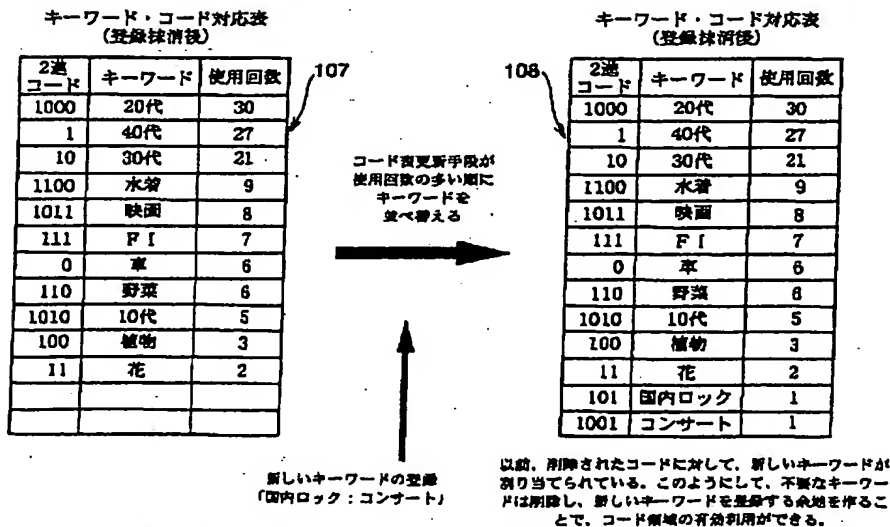 キーワード・コード対応表
(登録抹消後)
2進
コード キーワード 使用回数
1000 20代 30
1 40代 27
10 30代 21
1100 水着 9
1011 映画 8
111 FI 7
0 車 6
110 野菜 6
1010 10代 5
100 植物 3
11 花 2
107
コード表更新手段が
使用回数の多い順に
キーワードを
並べ替える
新しいキーワードの登録
「国内ロック:コンサート」
キーワード・コード対応表
(登録抹消後)
108
2進
コード キーワード 使用回数
1000 20代 30
1 40代 27
10 30代 21
1100 水着 9
1011 映画 8
111 FI 7
0 車 6
110 野菜 6
1010 10代 5
100 植物 3
11 花 2
101 国内ロック 1
1001 コンサート 1
以前、削除されたコードに対して、新しいキーワードが
割り当てられている。このようにして、不要なキーワー
ドは削除し、新しいキーワードを登録する余地を作るこ
とで、コード領域の有効利用ができる。